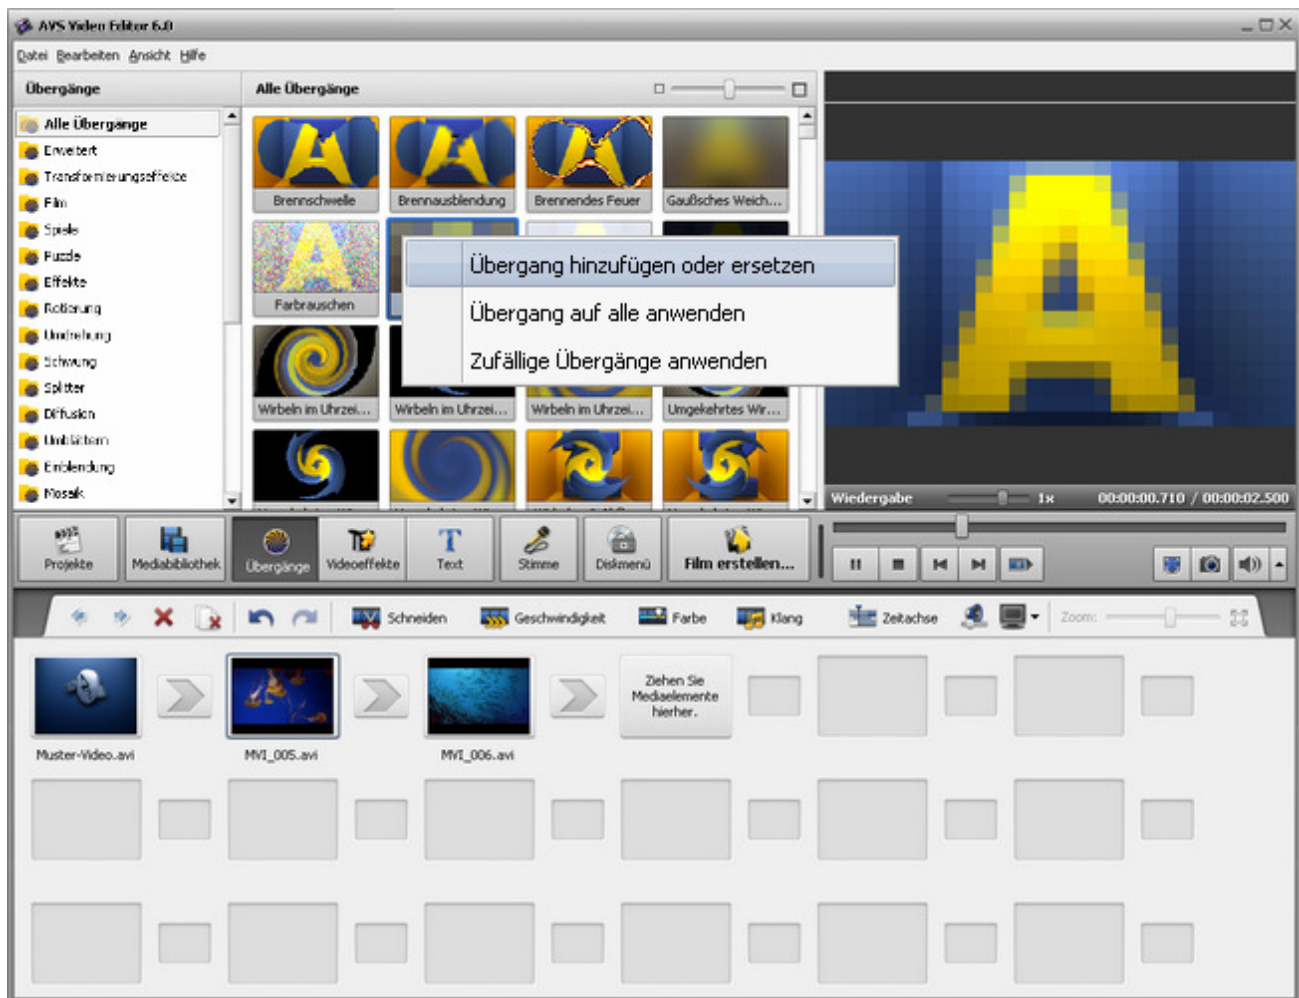 AVS Video Editor 6.0
Datei Bearbeiten Ansicht Hilfe
Übergänge
Alle Übergänge
Alle Übergänge
Erweitert
Transformierungseffekte
Film
Spiele
Puzzle
Effekte
Rotierung
Umdrehung
Schwung
Splitter
Diffusion
Umblättern
Einblendung
Mosaik
Brennschwelle
Brennausblendung
Brennendes Feuer
Gaußsches Weich...
Farbrauschen
Übergang hinzufügen oder ersetzen
Übergang auf alle anwenden
Zufällige Übergänge anwenden
Wirbeln im Uhrzei...
Wirbeln im Uhrzei...
Wirbeln im Uhrzei...
Umgekehrtes Wir...
Wiedergabe
1x
00:00:00.710 / 00:00:02.500
Projekte
Mediabibliothek
Übergänge
Videoeffekte
Text
Stimme
Diskmenü
Film erstellen...
Schneiden
Geschwindigkeit
Farbe
Klang
Zeitachse
Zoom:
Ziehen Sie
Mediaelemente
hierher.
Muster-Video.avi
MVI_005.avi
MVI_006.avi